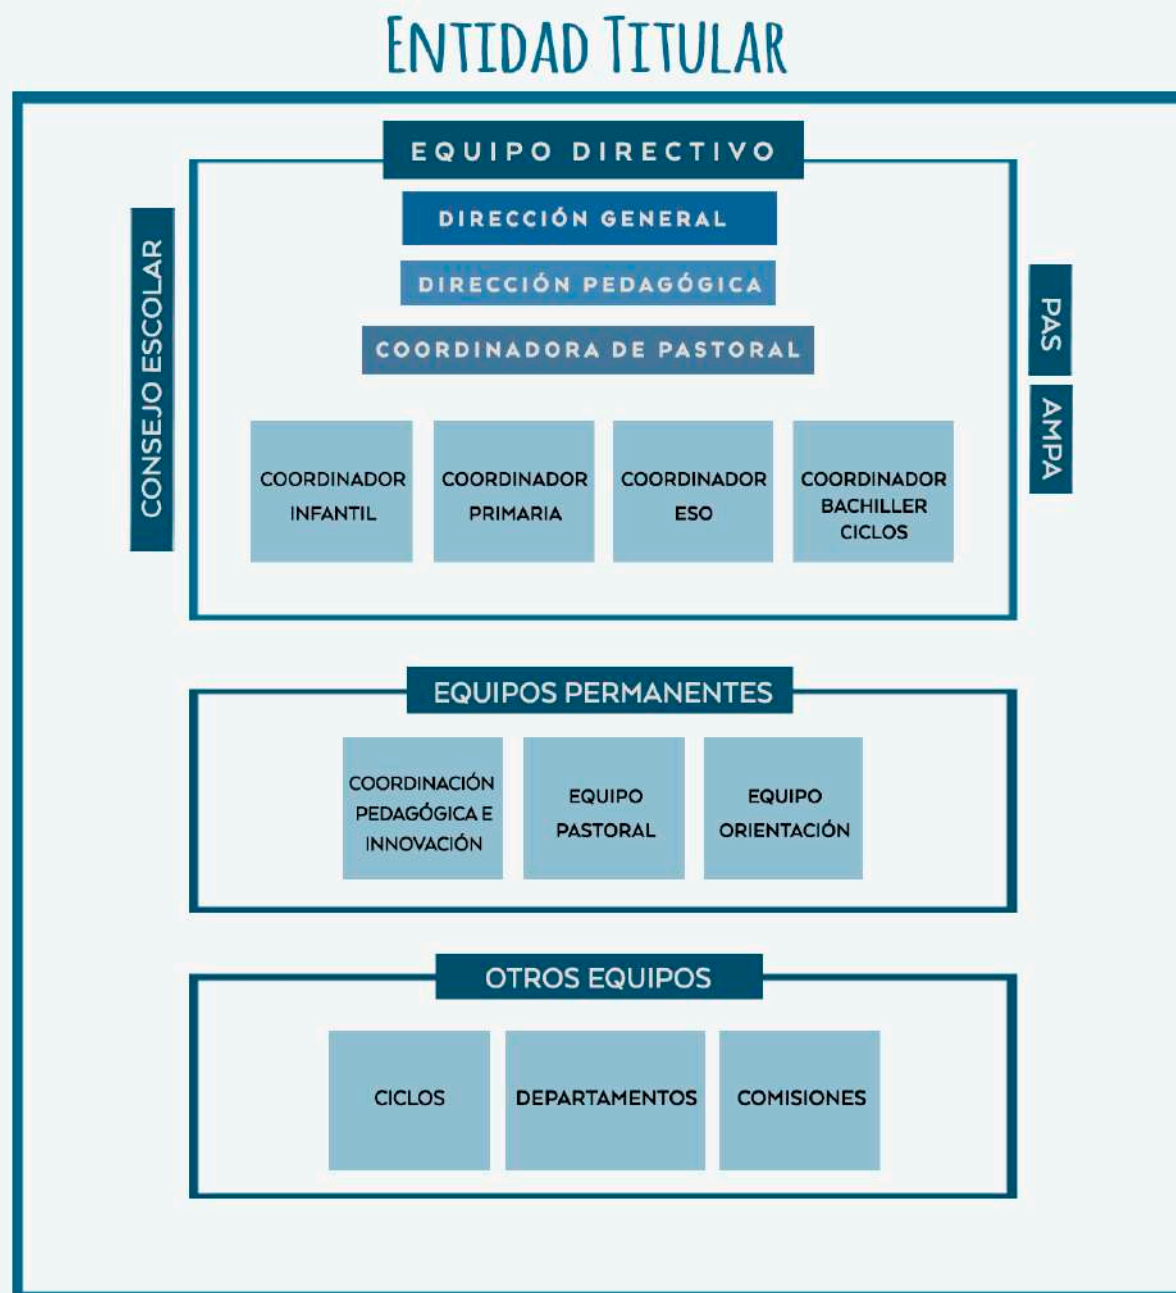 ENTIDAD TITULAR
EQUIPO DIRECTIVO
DIRECCIÓN GENERAL
DIRECCIÓN PEDAGÓGICA
COORDINADORA DE PASTORAL
CONSEJO ESCOLAR
PAS
AMPA
COORDINADOR
INFANTIL
COORDINADOR
PRIMARIA
COORDINADOR
ESO
COORDINADOR
BACHILLER
CICLOS
EQUIPOS PERMANENTES
COORDINACIÓN
PEDAGÓGICA E
INNOVACIÓN
EQUIPO
PASTORAL
EQUIPO
ORIENTACIÓN
OTROS EQUIPOS
CICLOS
DEPARTAMENTOS
COMISIONES